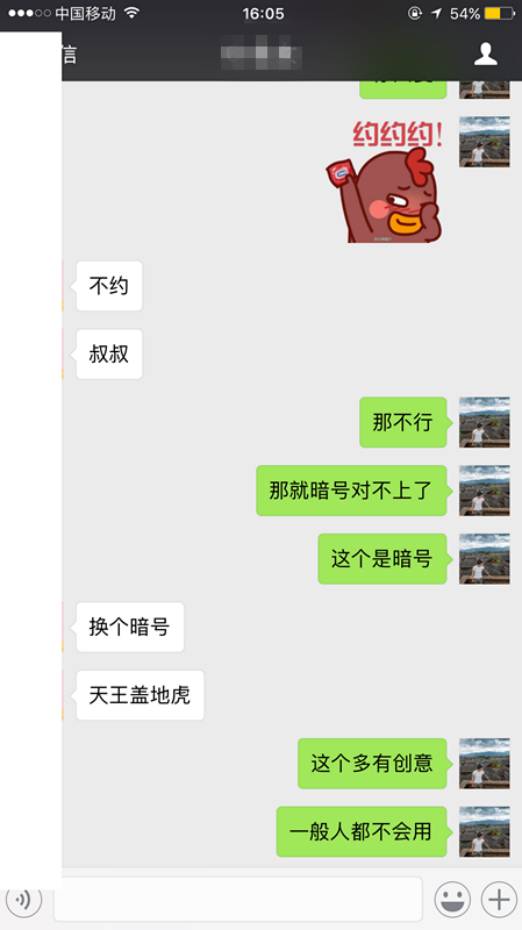 中国移动
16:05
54%
信
约约约!
不约
叔叔
那不行
那就暗号对不上了
这个是暗号
换个暗号
天王盖地虎
这个多有创意
一般人都不会用